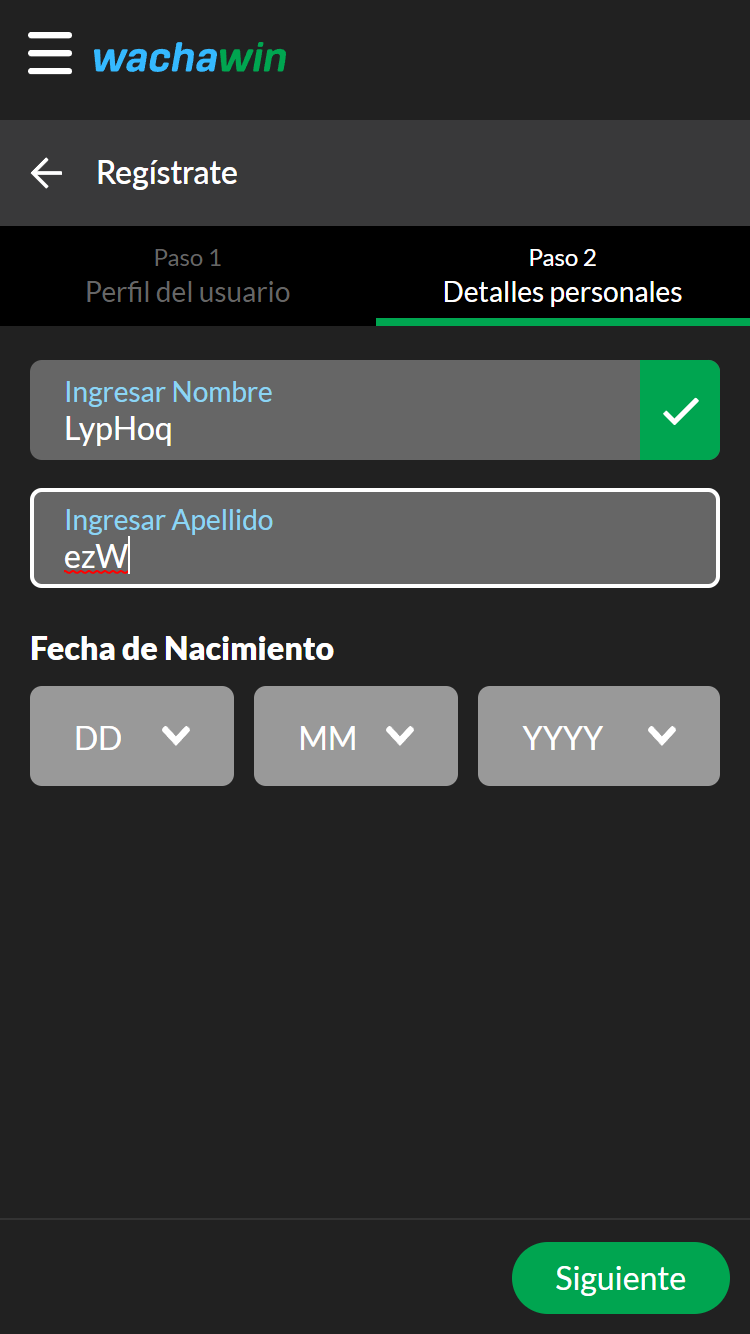 wachawin
Regístrate
Paso 1
Perfil del usuario
Paso 2
Detalles personales
Ingresar Nombre
LypHoq
Ingresar Apellido
ezW
Fecha de Nacimiento
DD
MM
YYYY
Siguiente